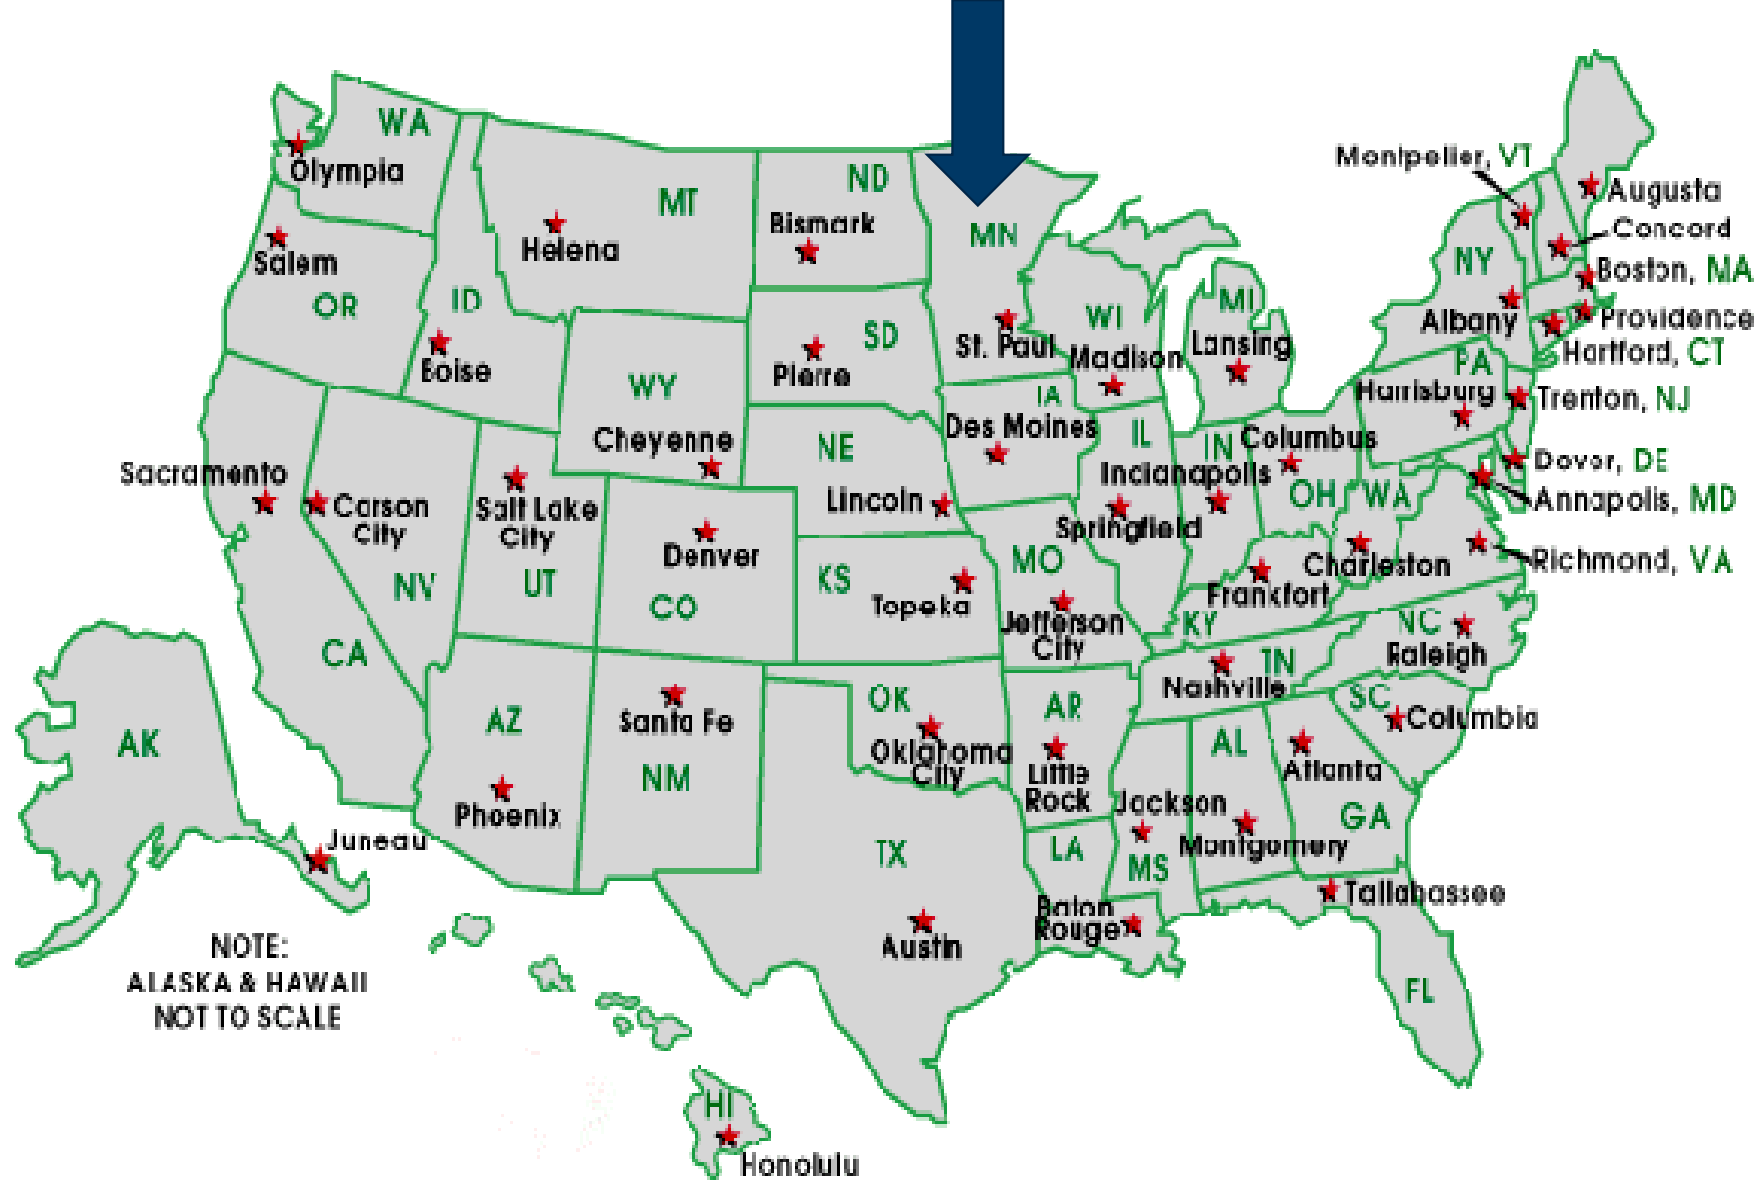 WA
Olympia
MT
Helena
ND
Bismark
MN
St. Paul
Montpelier, VT
Augusta
Concord
NY
Boston, MA
Albany
Providence
Hartford, CT
Salem
OR
ID
Boise
SD
Pierre
WI
Madison
MI
Lansing
PA
Harrisburg
Trenton, NJ
WY
Cheyenne
NE
Lincoln
IA
Des Moines
IL
Springfield
IN
Indianapolis
Columbus
OH
WA
Charleston
Dover, DE
Annapolis, MD
Richmond, VA
Sacramento
CA
Carson
City
NV
Salt Lake
City
UT
Denver
CO
KS
Topeka
MO
Jefferson
City
Frankfort
KY
NC
Raleigh
TN
Nashville
SC
Columbia
AZ
Phoenix
Santa Fe
NM
OK
Oklahoma
City
AR
Little
Rock
AL
Montgomery
Atlanta
GA
Jackson
MS
TX
Austin
LA
Baton
Rouge
Tallahassee
FL
AK
Juneau
NOTE:
ALASKA & HAWAII
NOT TO SCALE
HI
Honolulu